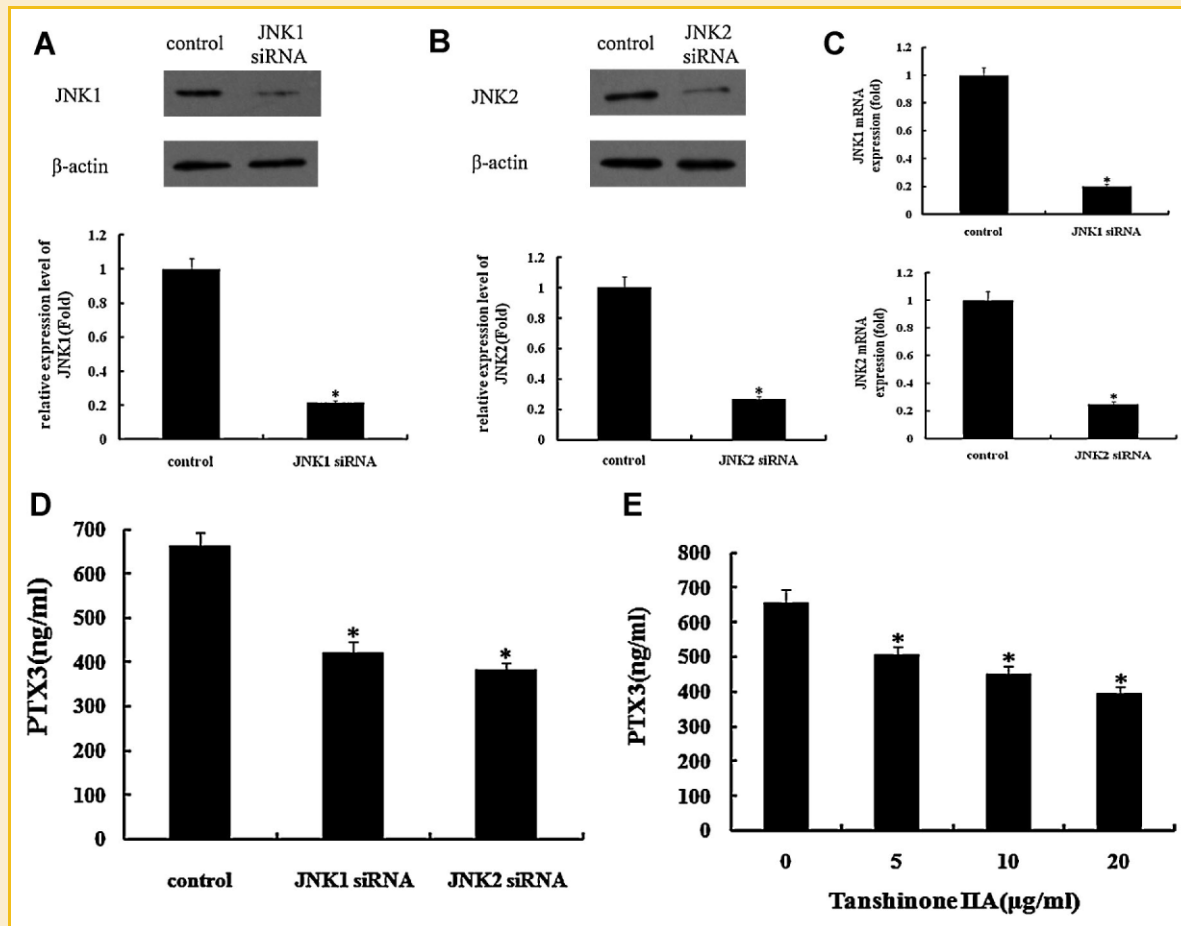 A
control
JNK1
siRNA
JNK1
β-actin
relative expression level of
JNK1(Fold)
1.2
1
0.8
0.6
0.4
0.2
0
*
control
JNK1 siRNA
B
control
JNK2
siRNA
JNK2
β-actin
relative expression level of
JNK2(Fold)
1.2
1
0.8
0.6
0.4
0.2
0
*
control
JNK2 siRNA
C
JNK1 mRNA
expression (fold)
1.2
1
0.8
0.6
0.4
0.2
0
*
control
JNK1 siRNA
JNK2 mRNA
expression (fold)
1.2
1
0.8
0.6
0.4
0.2
0
*
control
JNK2 siRNA
D
PTX3(ng/ml)
700
600
500
400
300
200
100
0
*
*
control
JNK1 siRNA
JNK2 siRNA
E
PTX3(ng/ml)
800
700
600
500
400
300
200
100
0
*
*
*
0
5
10
20
Tanshinone IIA(μg/ml)